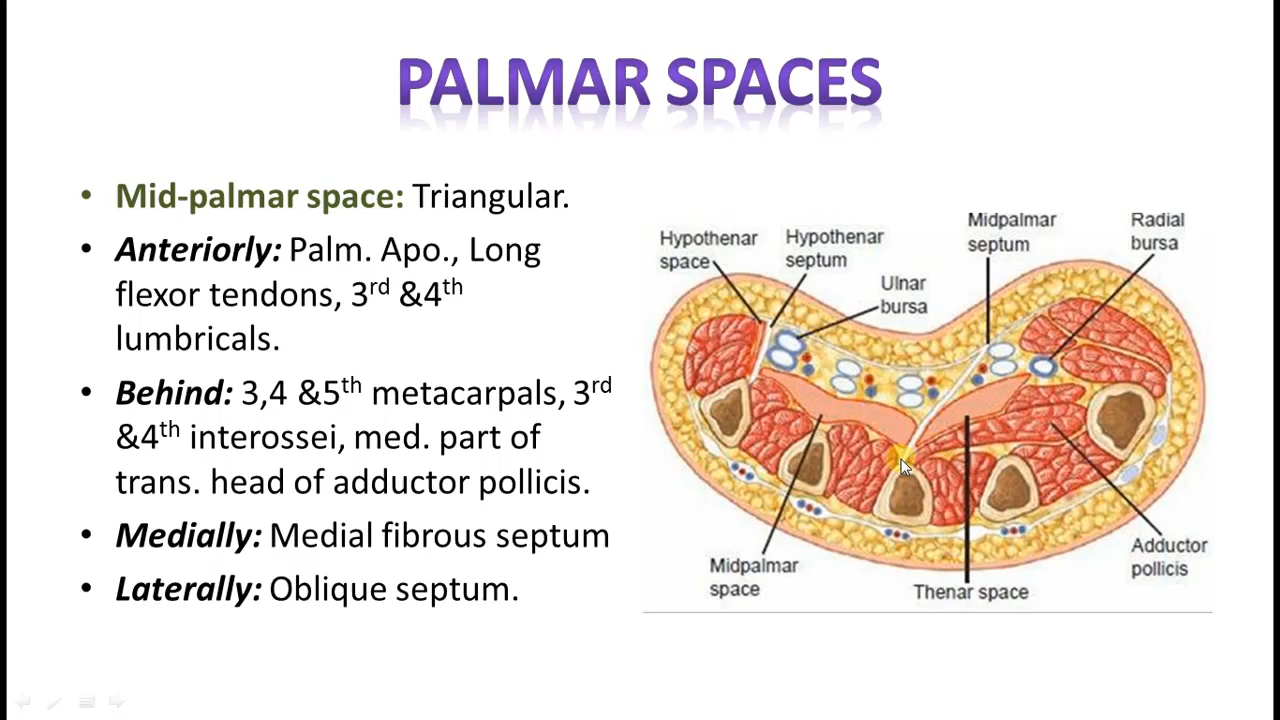 PALMAR SPACES
• Mid-palmar space: Triangular.
• Anteriorly: Palm. Apo., Long
flexor tendons, 3rd &4th
lumbricals.
• Behind: 3,4 &5th metacarpals, 3rd
&4th interossei, med. part of
trans. head of adductor pollicis.
• Medially: Medial fibrous septum
• Laterally: Oblique septum.
Hypothenar
space
Hypothenar
septum
Ulnar
bursa
Midpalmar
septum
Radial
bursa
Midpalmar
space
Thenar space
Adductor
pollicis